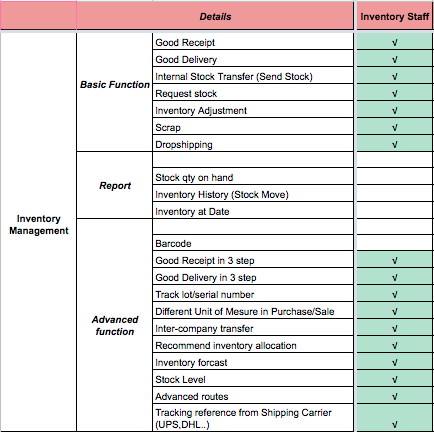 Details Inventory Staff
Good Receipt √
Good Delivery √
Basic Function Internal Stock Transfer (Send Stock) √
Request stock √
Inventory Adjustment √
Scrap √
Dropshipping √
Report
Stock qty on hand
Inventory History (Stock Move)
Inventory at Date
Inventory
Management
Barcode
Good Receipt in 3 step √
Good Delivery in 3 step √
Track lot/serial number √
Advanced
function
Different Unit of Mesure in Purchase/Sale √
Inter-company transfer √
Recommend inventory allocation √
Inventory forcast √
Stock Level √
Advanced routes √
Tracking reference from Shipping Carrier
(UPS,DHL..) √